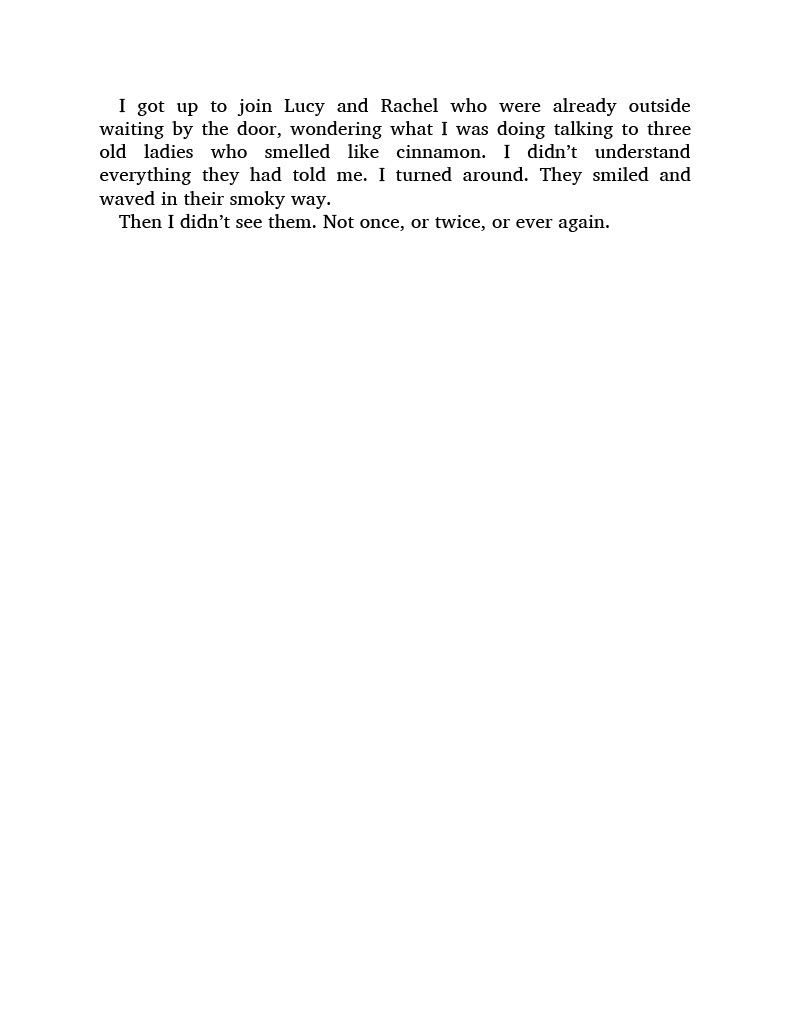 I got up to join Lucy and Rachel who were already outside
waiting by the door, wondering what I was doing talking to three
old ladies who smelled like cinnamon. I didn’t understand
everything they had told me. I turned around. They smiled and
waved in their smoky way.
Then I didn’t see them. Not once, or twice, or ever again.